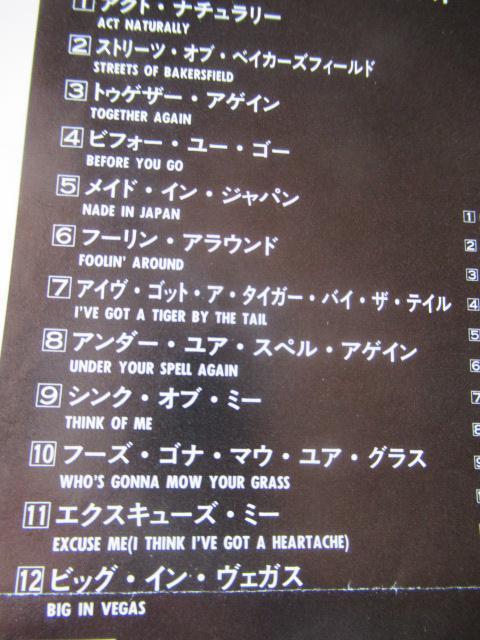 1 アクト・ナチュラリー
ACT NATURALLY
2 ストリーツ・オブ・ベイカーズフィールド
STREETS OF BAKERSFIELD
3 トゥゲザー・アゲイン
TOGETHER AGAIN
4 ビフォー・ユー・ゴー
BEFORE YOU GO
5 メイド・イン・ジャパン
NADE IN JAPAN
6 フーリン・アラウンド
FOOLIN' AROUND
7 アイヴ・ゴット・ア・タイガー・バイ・ザ・テイル
I'VE GOT A TIGER BY THE TAIL
8 アンダー・ユア・スペル・アゲイン
UNDER YOUR SPELL AGAIN
9 シンク・オブ・ミー
THINK OF ME
10 フーズ・ゴナ・マウ・ユア・グラス
WHO'S GONNA MOW YOUR GRASS
11 エクスキューズ・ミー
EXCUSE ME(I THINK I'VE GOT A HEARTACHE)
12 ビッグ・イン・ヴェガス
BIG IN VEGAS
1
2
3
4
5
6
7
8
9